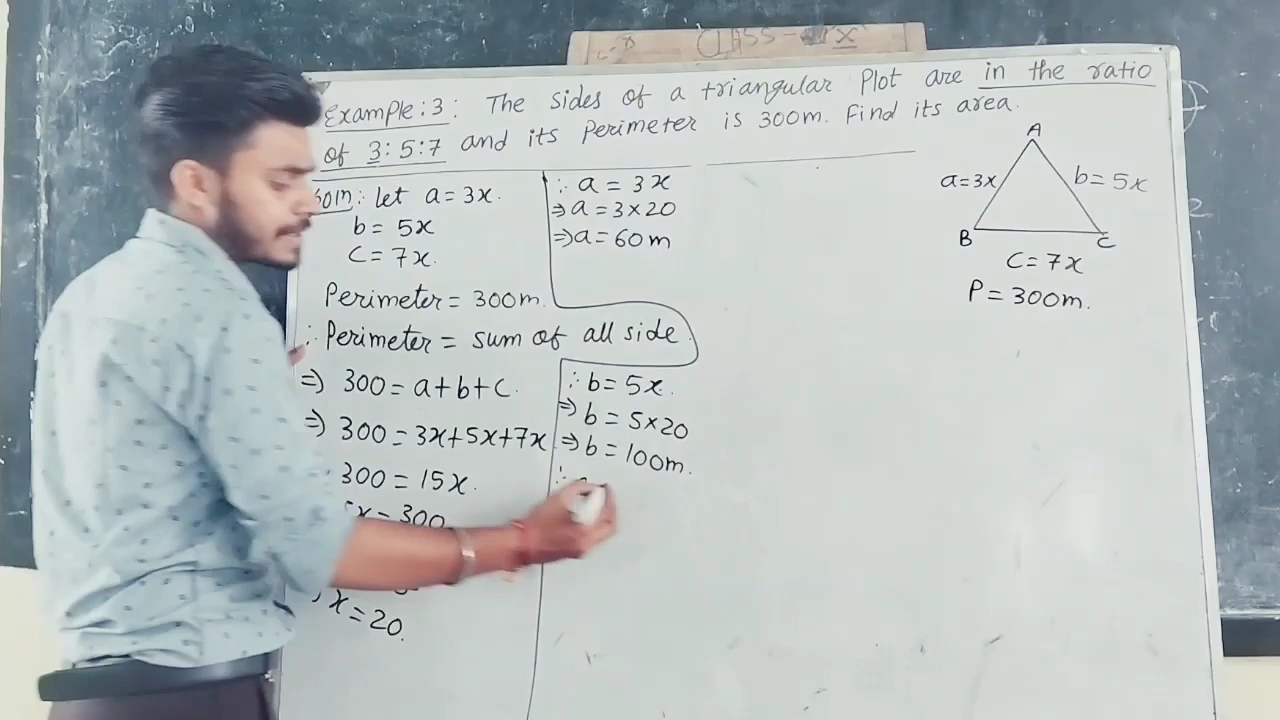 CLASS - IX
Example: 3: The sides of a triangular Plot are in the ratio
of 3:5:7 and its Perimeter is 300m. Find its area.
let a = 3x.
b = 5x
c = 7x.
Perimeter = 300m.
∴ Perimeter = sum of all side.
⇒ 300 = a+b+c.
⇒ 300 = 3x+5x+7x
300 = 15x.
x = 300
x = 20.
∵ a = 3x
⇒ a = 3×20
⇒ a = 60m
∵ b = 5x.
⇒ b = 5×20
⇒ b = 100m.
∵
A
a=3x
b = 5x
B
C
c = 7x
P = 300m.